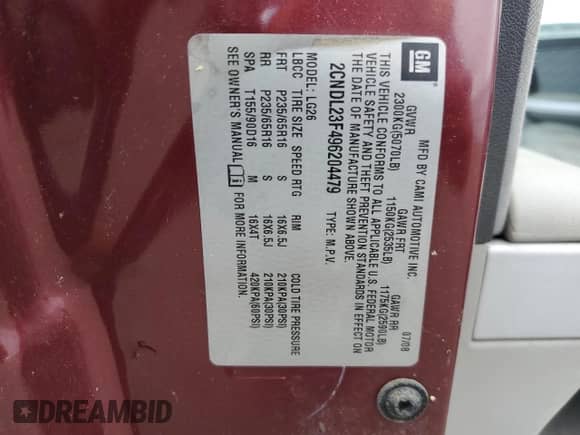 GM
MFD BY CAMI AUTOMOTIVE INC. 07/08
GVWR GAWR FRT GAWR RR
2300KG(5070LB) 1150KG(2535LB) 1175KG(2590LB)
THIS VEHICLE CONFORMS TO ALL APPLICABLE U.S. FEDERAL MOTOR
VEHICLE SAFETY AND THEFT PREVENTION STANDARDS IN EFFECT ON
THE DATE OF MANUFACTURE SHOWN ABOVE.
2CNDL23F496204479 TYPE: M.P.V.
MODEL: LG26
LBCC TIRE SIZE SPEED RTG RIM COLD TIRE PRESSURE
FRT P235/65R16 S 16X6.5J 210KPA(30PSI)
RR P235/65R16 S 16X6.5J 210KPA(30PSI)
SPA T155/90D16 M 16X4T 420KPA(60PSI)
SEE OWNER'S MANUAL FOR MORE INFORMATION.
DREAMBID